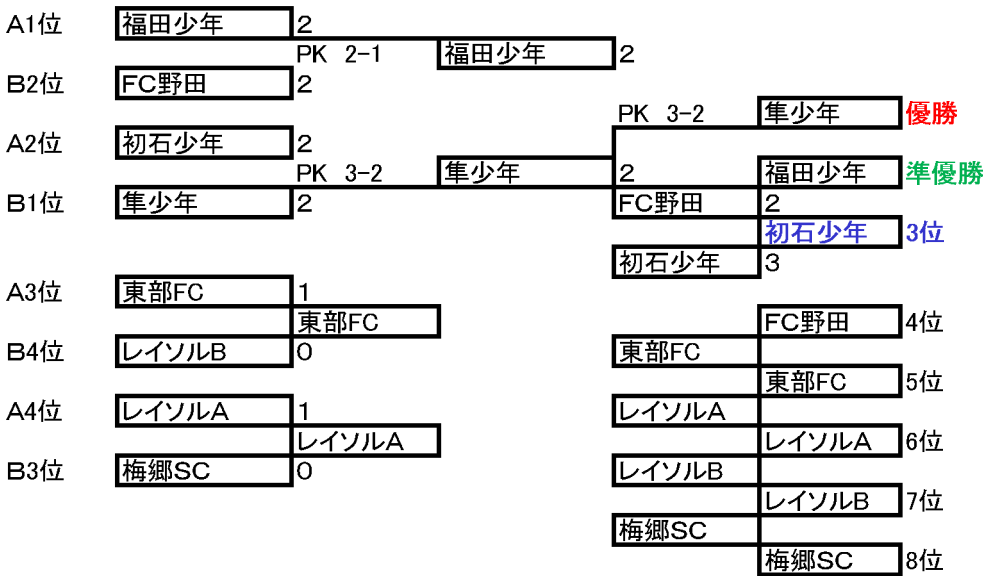 A1位 福田少年 2
PK 2-1 福田少年 2
B2位 FC野田 2
PK 3-2 隼少年 優勝
A2位 初石少年 2
PK 3-2 隼少年 2 福田少年 準優勝
B1位 隼少年 2 FC野田 2
初石少年 3位
初石少年 3
A3位 東部FC 1
東部FC FC野田 4位
B4位 レイソルB 0 東部FC
東部FC 5位
A4位 レイソルA 1 レイソルA
レイソルA レイソルA 6位
B3位 梅郷SC 0 レイソルB
レイソルB 7位
梅郷SC
梅郷SC 8位